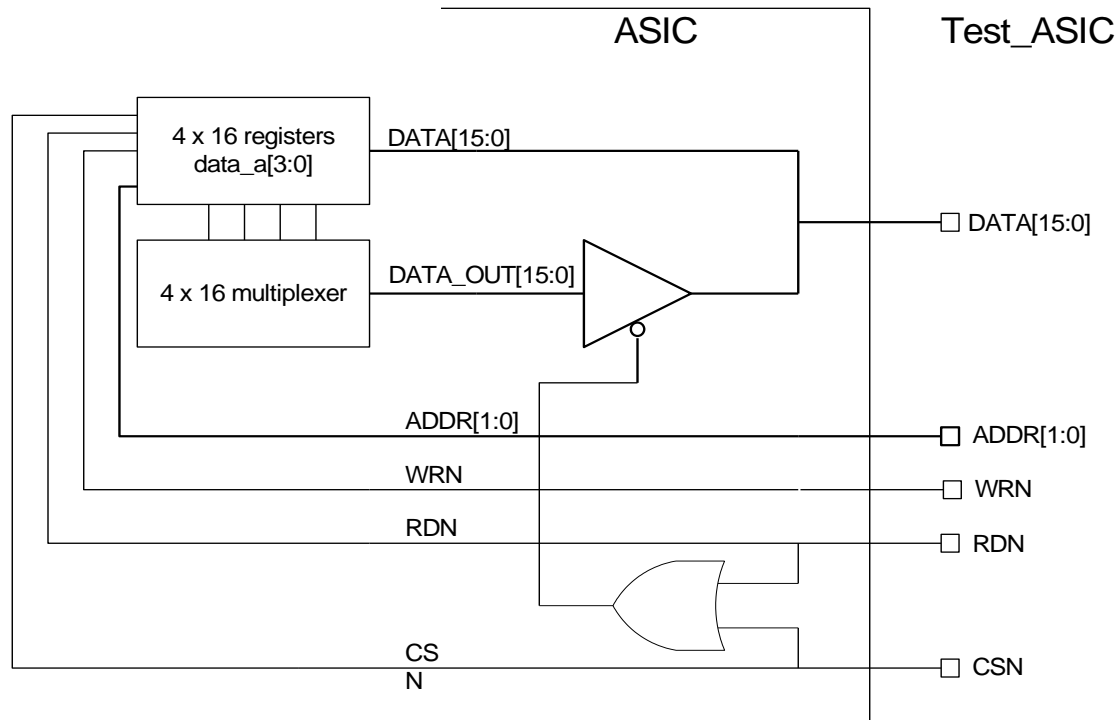 ASIC
Test_ASIC
4 x 16 registers
data_a[3:0]
DATA[15:0]
DATA[15:0]
4 x 16 multiplexer
DATA_OUT[15:0]
ADDR[1:0]
ADDR[1:0]
WRN
WRN
RDN
RDN
CS
N
CSN